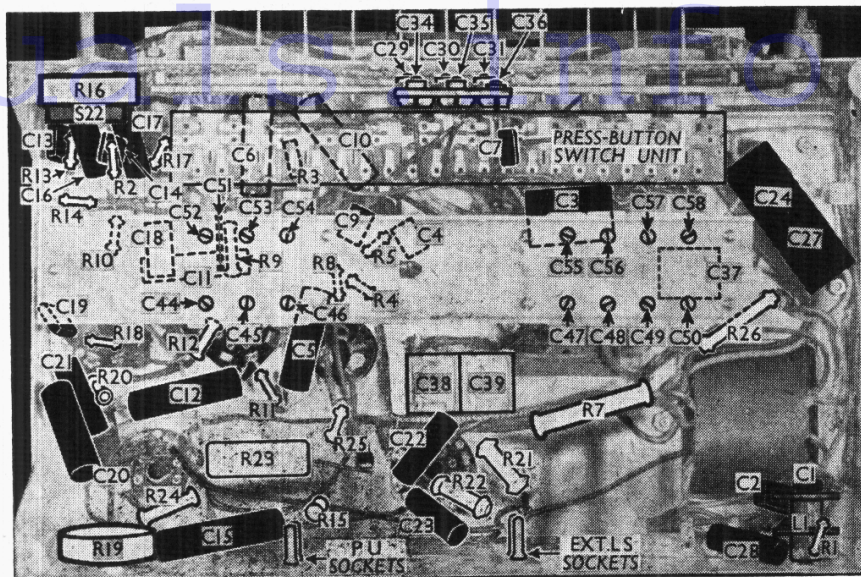 uals info
C34 C35 C36
C29 C30 C31
R16
S22
C13 C17
R13 C16 R2 C14 R17
C6 R3 C10 C7 PRESS-BUTTON
SWITCH UNIT
R14
C51
C52 C53 C54
R10 C18 C11 R9
C9 R5 C4
C3 C57 C58
C55 C56 C37
C24
C27
R8 R4
C19 C44 C45 C46
C47 C48 C49 C50
R26
R18 R12 C5
C21 R20 C12 R11
C38 C39
R7
C20 R23 R25 C22 R21
R22
C23
R24 R15
R19 C15
P U
SOCKETS
EXT.LS
SOCKETS
C2 C1
L1
C28 R1